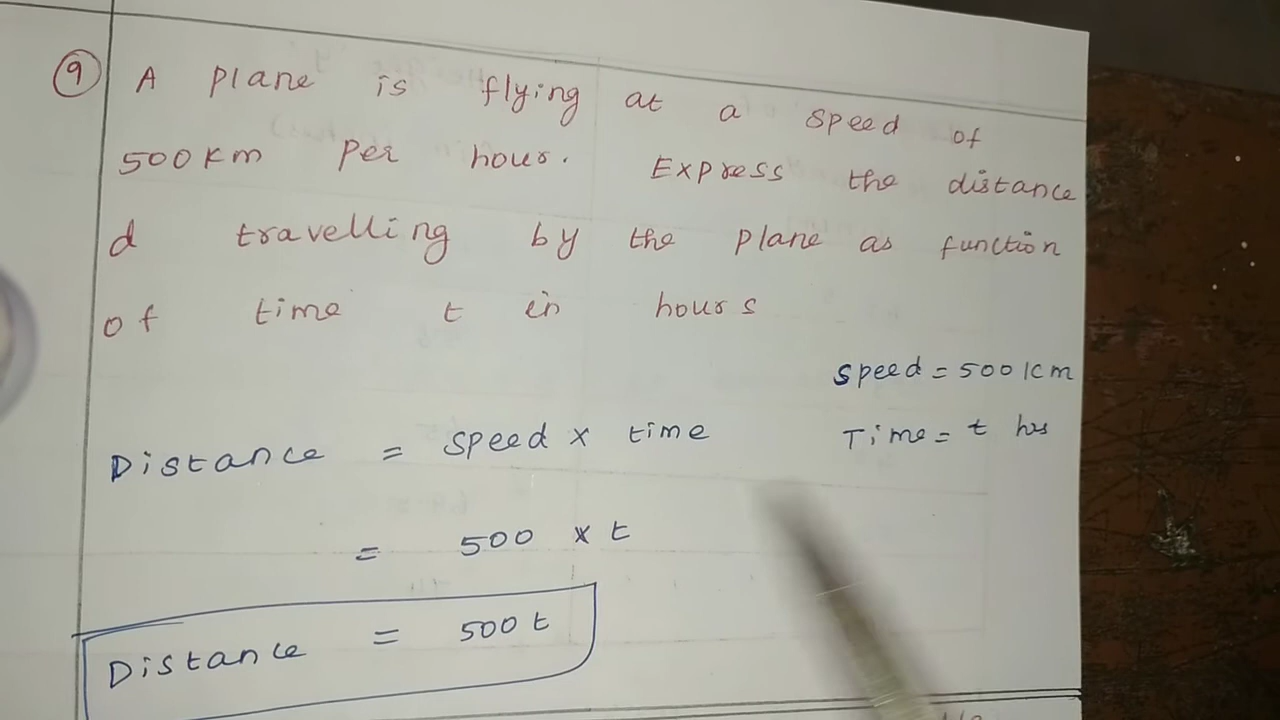 9 A plane is flying at a speed of
500 km per hour. Express the distance
d travelling by the plane as function
of time t in hours
Speed = 500 km
Time = t hrs
Distance = speed × time
= 500 × t
Distance = 500 t